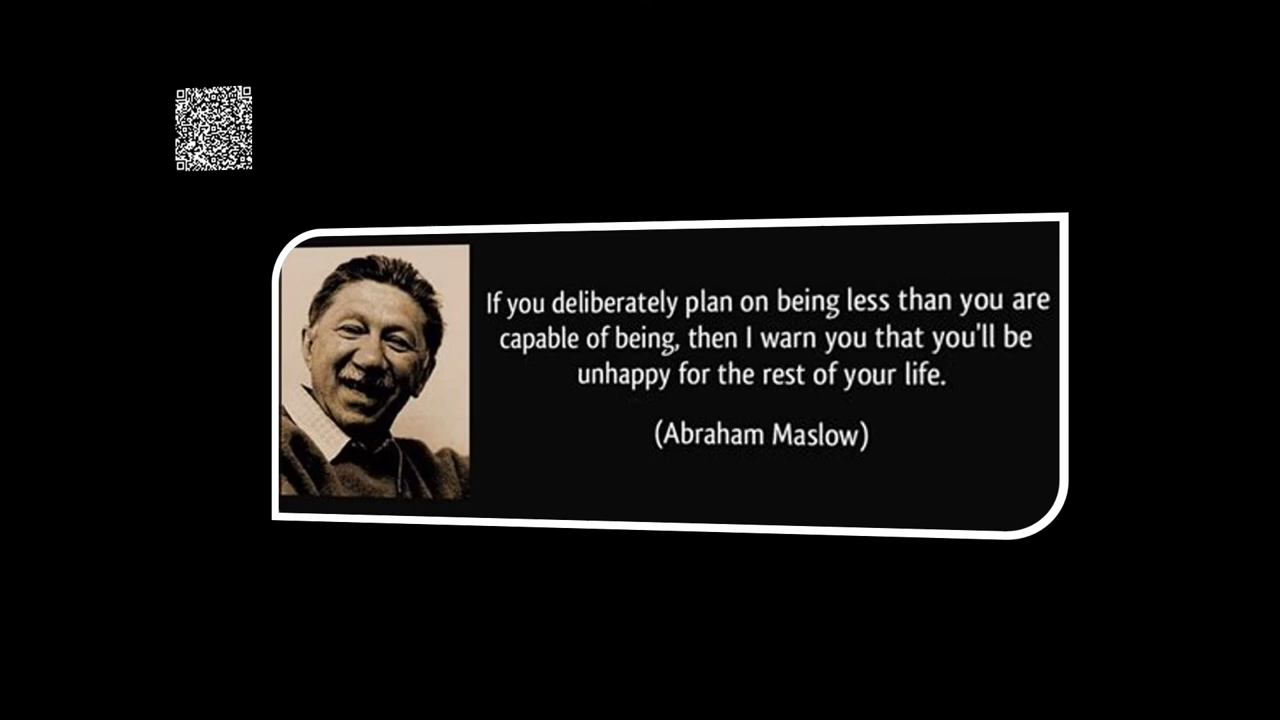 If you deliberately plan on being less than you are
capable of being, then I warn you that you'll be
unhappy for the rest of your life.
(Abraham Maslow)